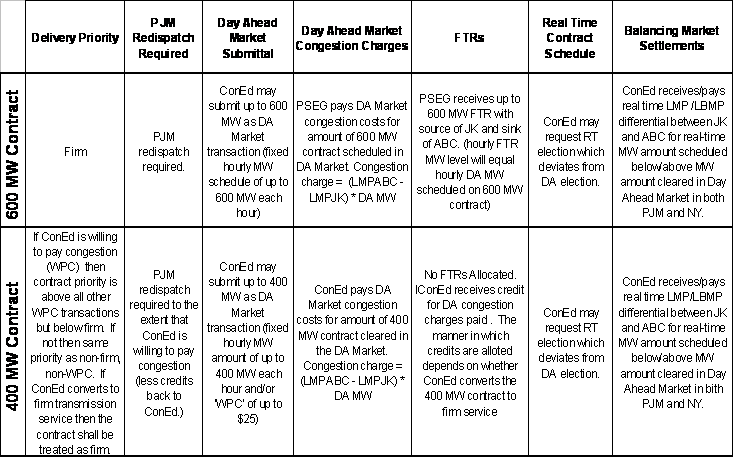 Delivery Priority
PJM
Redispatch
Required
Day Ahead
Market
Submittal
Day Ahead Market
Congestion Charges
FTRs
Real Time
Contract
Schedule
Balancing Market
Settlements
600 MW Contract
Firm
PJM
redispatch
required.
ConEd may
submit up to 600
MW as DA
Market
transaction (fixed
hourly MW
schedule of up to
600 MW each
hour)
PSEG pays DA Market
congestion costs for
amount of 600 MW
contract scheduled in
DA Market. Congestion
charge = (LMPABC -
LMPJK) * DA MW
PSEG receives up to
600 MW FTR with
source of JK and sink
of ABC. (hourly FTR
MW level will equal
hourly DA MW
scheduled on 600 MW
contract)
ConEd may
request RT
election which
deviates from
DA election.
ConEd receives/pays
real time LMP /LBMP
differential between JK
and ABC for real-time
MW amount scheduled
below/above MW
amount cleared in Day
Ahead Market in both
PJM and NY.
400 MW Contract
If ConEd is willing
to pay congestion
(WPC) then
contract priority is
above all other
WPC transactions
but below firm. If
not then same
priority as non-firm,
non-WPC. If
ConEd converts to
firm transmission
service then the
contract shall be
treated as firm.
PJM
redispatch
required to the
extent that
ConEd is
willing to pay
congestion
(less credits
back to
ConEd.)
ConEd may
submit up to 400
MW as DA
Market
transaction (fixed
hourly MW
amount of up to
400 MW each
hour and/or
'WPC' of up to
$25)
ConEd pays DA
Market congestion
costs for amount of 400
MW contract cleared in
the DA Market.
Congestion charge =
(LMPABC - LMPJK) *
DA MW
No FTRs Allocated.
lConEd receives credit
for DA congestion
charges paid . The
manner in which
credits are alloted
depends on whether
ConEd converts the
400 MW contract to
firm service
ConEd may
request RT
election which
deviates from
DA election.
ConEd receives/pays
real time LMP/LBMP
differential between JK
and ABC for real-time
MW amount scheduled
below/above MW
amount cleared in Day
Ahead Market in bith
PJM and NY.